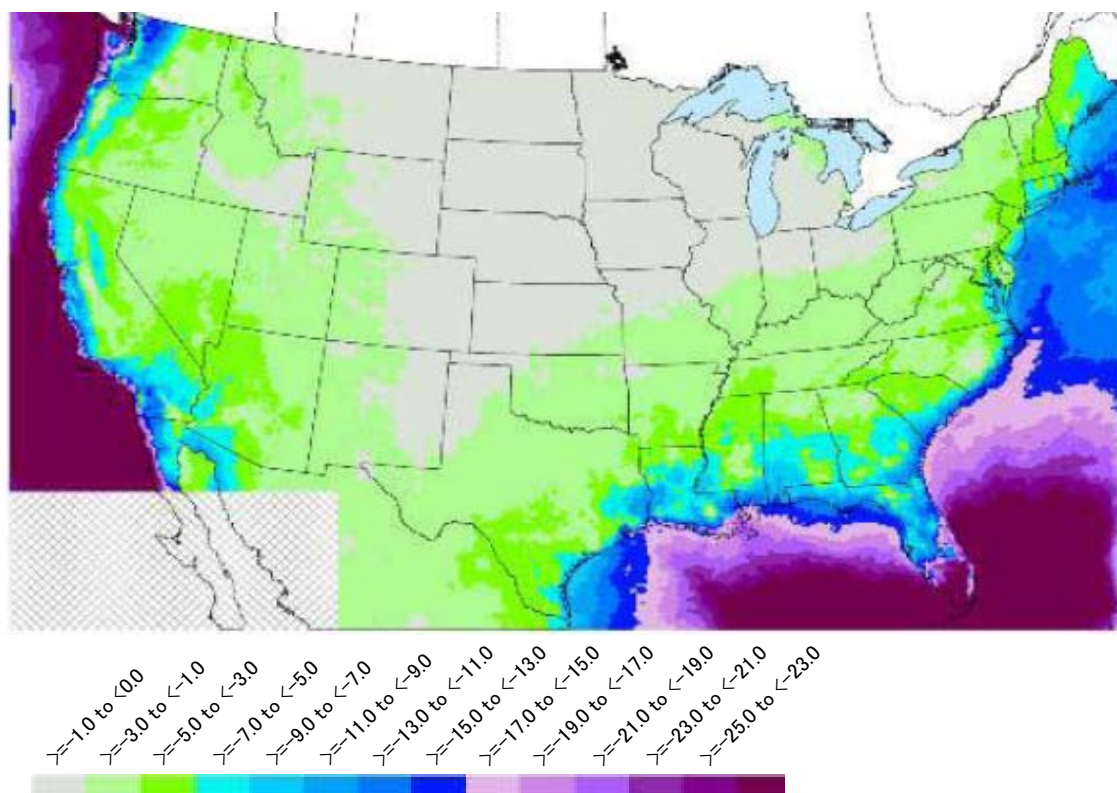 >=-1.0 to <0.0
>=-3.0 to <-1.0
>=-5.0 to <-3.0
>=-7.0 to <-5.0
>=-9.0 to <-7.0
>=-11.0 to <-9.0
>=-13.0 to <-11.0
>=-15.0 to <-13.0
>=-17.0 to <-15.0
>=-19.0 to <-17.0
>=-21.0 to <-19.0
>=-23.0 to <-21.0
>=-25.0 to <-23.0